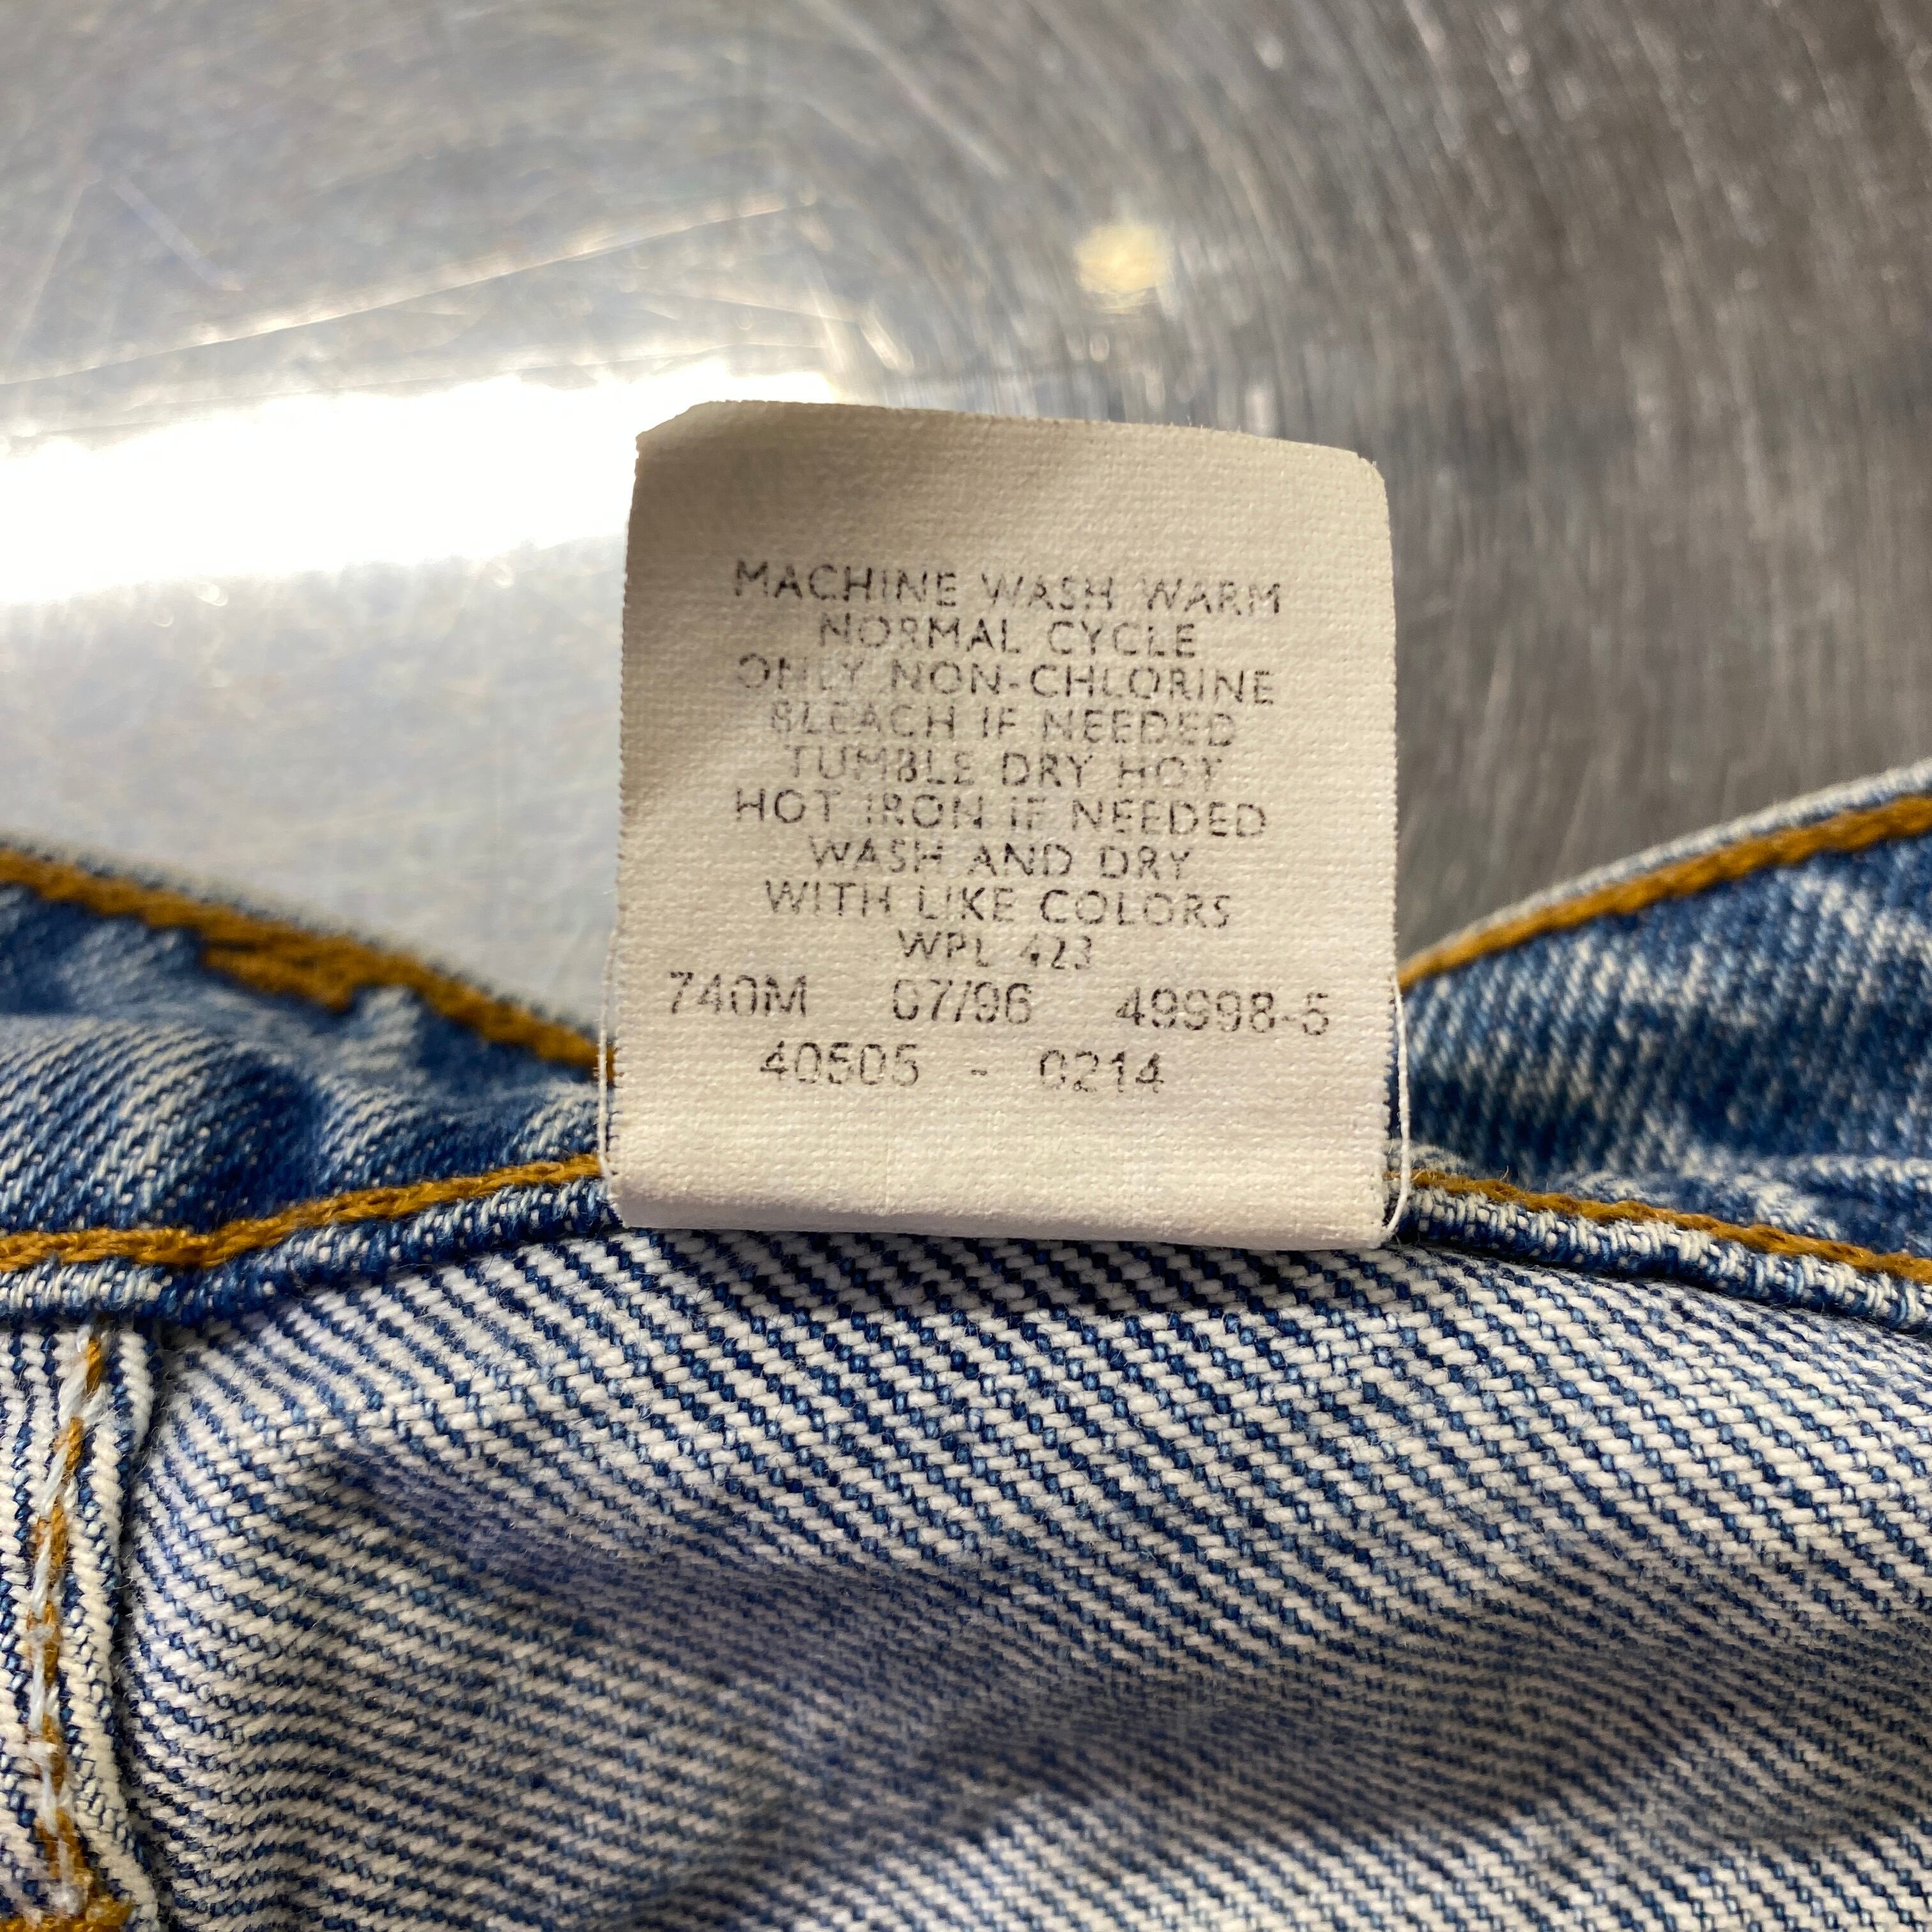 MACHINE WASH WARM
NORMAL CYCLE
ONLY NON-CHLORINE
BLEACH IF NEEDED
TUMBLE DRY HOT
HOT IRON IF NEEDED
WASH AND DRY
WITH LIKE COLORS
WPL 423
740M 07/96 49998-5
40505 - 0214